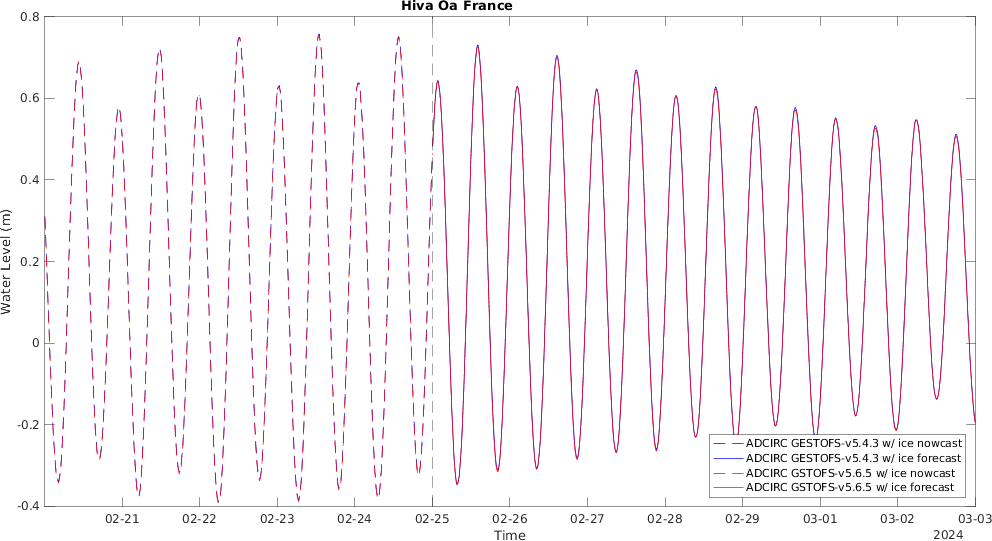 Hiva Oa France
Water Level (m)
0.8
0.6
0.4
0.2
0
-0.2
-0.4
ADCIRC GESTOFS-v5.4.3 w/ ice nowcast
ADCIRC GESTOFS-v5.4.3 w/ ice forecast
ADCIRC GSTOFS-v5.6.5 w/ ice nowcast
ADCIRC GSTOFS-v5.6.5 w/ ice forecast
02-21 02-22 02-23 02-24 02-25 02-26 02-27 02-28 02-29 03-01 03-02 03-03
Time
2024